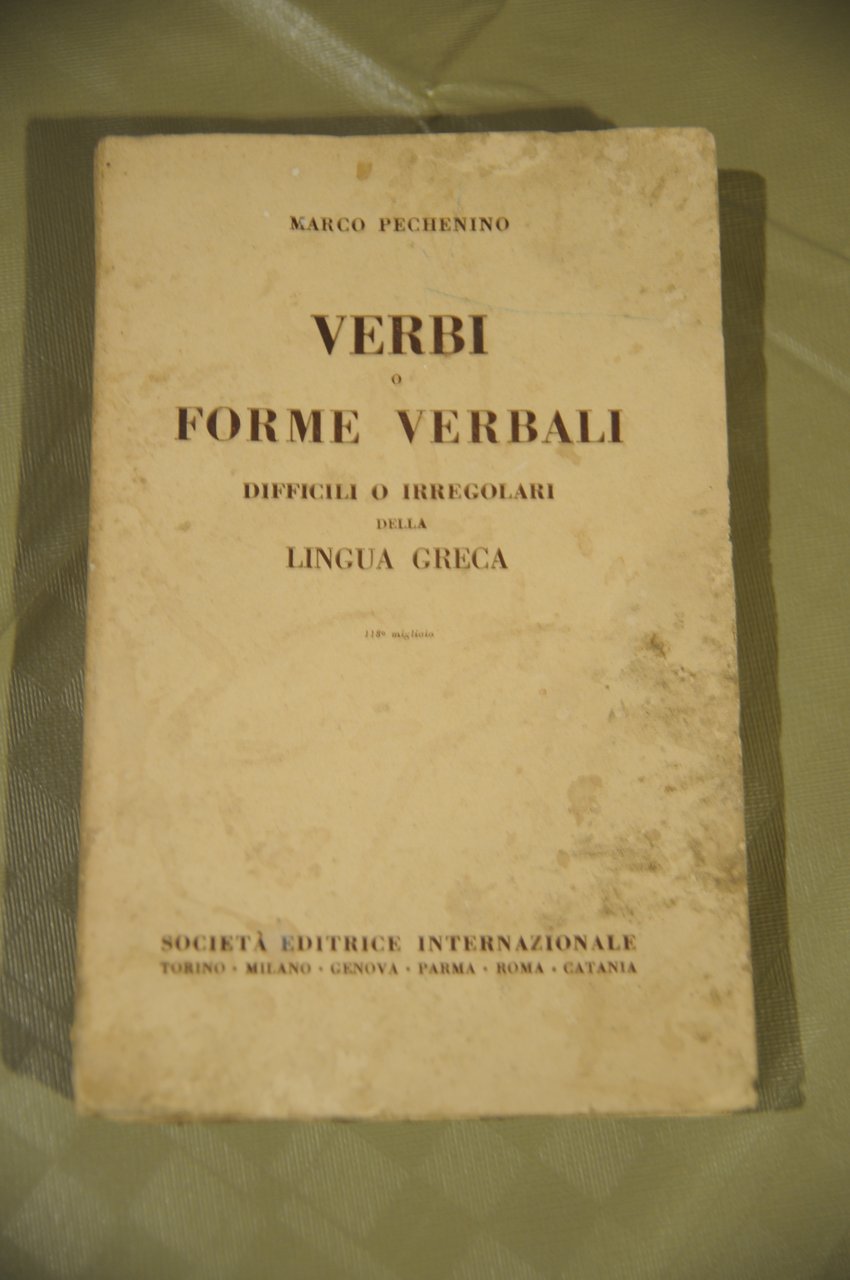 MARCO PECHENINO
VERBI
O
FORME VERBALI
DIFFICILI O IRREGOLARI
DELLA
LINGUA GRECA
118º migliaio
SOCIETÀ EDITRICE INTERNAZIONALE
TORINO · MILANO · GENOVA · PARMA · ROMA · CATANIA